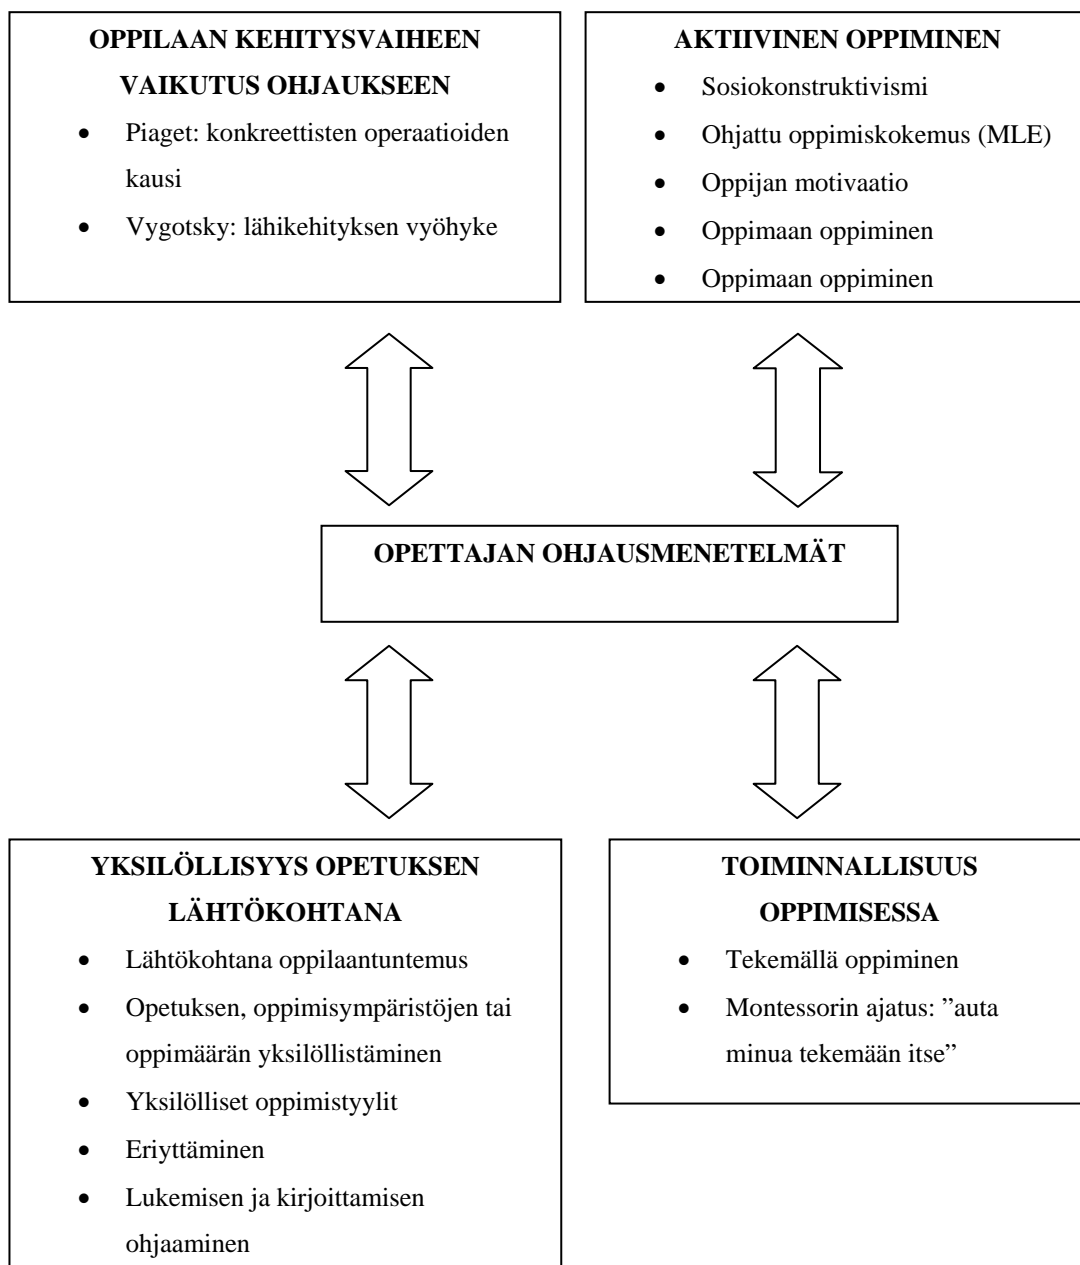 OPPILAAN KEHITYSVAIHEEN
VAIKUTUS OHJAUKSEEN
• Piaget: konkreettisten operaatioiden
kausi
• Vygotsky: lähikehityksen vyöhyke
AKTIIVINEN OPPIMINEN
• Sosiokonstruktivismi
• Ohjattu oppimiskokemus (MLE)
• Oppijan motivaatio
• Oppimaan oppiminen
• Oppimaan oppiminen
OPETTAJAN OHJAUSMENETELMÄT
YKSILÖLLISYYS OPETUKSEN
LÄHTÖKOHTANA
• Lähtökohtana oppilaantuntemus
• Opetuksen, oppimisympäristöjen tai
oppimäärän yksilöllistäminen
• Yksilölliset oppimistyylit
• Eriyttäminen
• Lukemisen ja kirjoittamisen
ohjaaminen
TOIMINNALLISUUS
OPPIMISESSA
• Tekemällä oppiminen
• Montessorin ajatus: ”auta
minua tekemään itse”